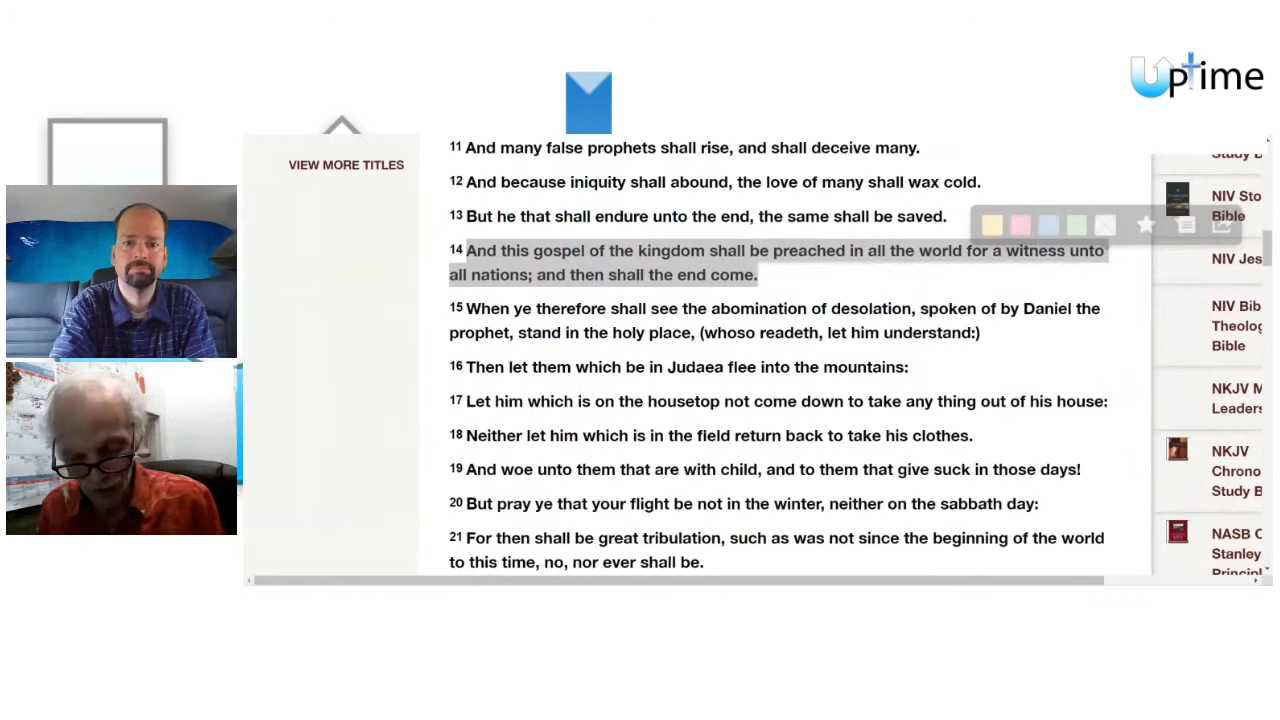 Uptime
VIEW MORE TITLES
11 And many false prophets shall rise, and shall deceive many.
12 And because iniquity shall abound, the love of many shall wax cold.
13 But he that shall endure unto the end, the same shall be saved.
14 And this gospel of the kingdom shall be preached in all the world for a witness unto
all nations; and then shall the end come.
15 When ye therefore shall see the abomination of desolation, spoken of by Daniel the
prophet, stand in the holy place, (whoso readeth, let him understand:)
16 Then let them which be in Judaea flee into the mountains:
17 Let him which is on the housetop not come down to take any thing out of his house:
18 Neither let him which is in the field return back to take his clothes.
19 And woe unto them that are with child, and to them that give suck in those days!
20 But pray ye that your flight be not in the winter, neither on the sabbath day:
21 For then shall be great tribulation, such as was not since the beginning of the world
to this time, no, nor ever shall be.
Study B
NIV Sto
Bible
NIV Jes
NIV Bib
Theolog
Bible
NKJV M
Leaders
NKJV
Chrono
Study B
NASB C
Stanley
Principl